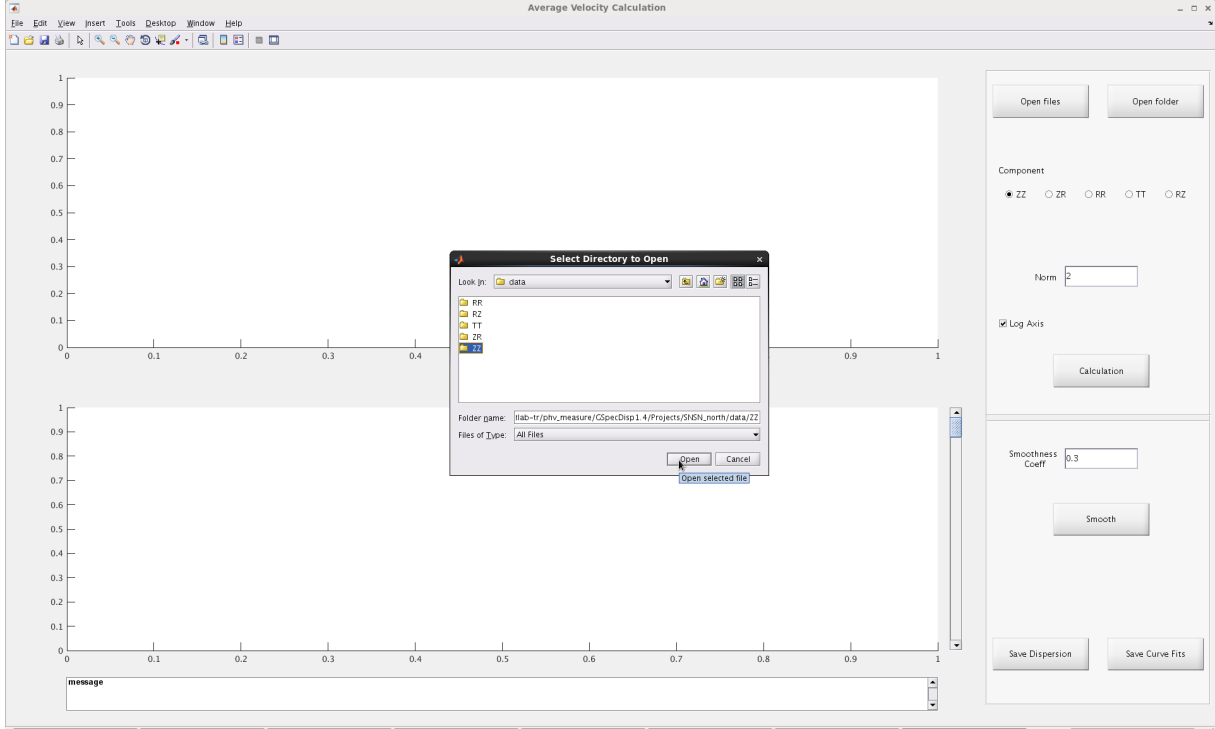 Average Velocity Calculation
File Edit View Insert Tools Desktop Window Help
1
0.9
0.8
0.7
0.6
0.5
0.4
0.3
0.2
0.1
0
0 0.1 0.2 0.3 0.4 0.9 1
1
0.9
0.8
0.7
0.6
0.5
0.4
0.3
0.2
0.1
0
0 0.1 0.2 0.3 0.4 0.5 0.6 0.7 0.8 0.9 1
message
Select Directory to Open
Look In: data
RR
RZ
TT
ZR
ZZ
Folder name: tlab-tr/phv_measure/GSpecDisp1.4/Projects/SNSN_north/data/ZZ
Files of Type: All Files
Open Cancel
Open selected file
Open files Open folder
Component
ZZ ZR RR TT RZ
Norm 2
Log Axis
Calculation
Smoothness
Coeff 0.3
Smooth
Save Dispersion Save Curve Fits